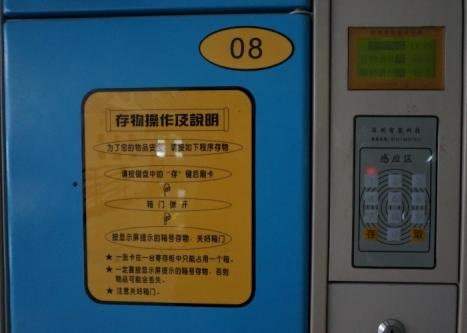 08
存物操作及說明
为了您的物品安全 请按如下程序存物
请按键盘中的“存”键后刷卡
箱门弹开
按显示屏提示的箱号存物，关好箱门
★ 一张卡在一台寄存柜中只能占用一个箱。
★ 一定要按显示屏提示的箱号存物，否则
物品可能会丢失。
★ 注意关好箱门。
感应区
存 取